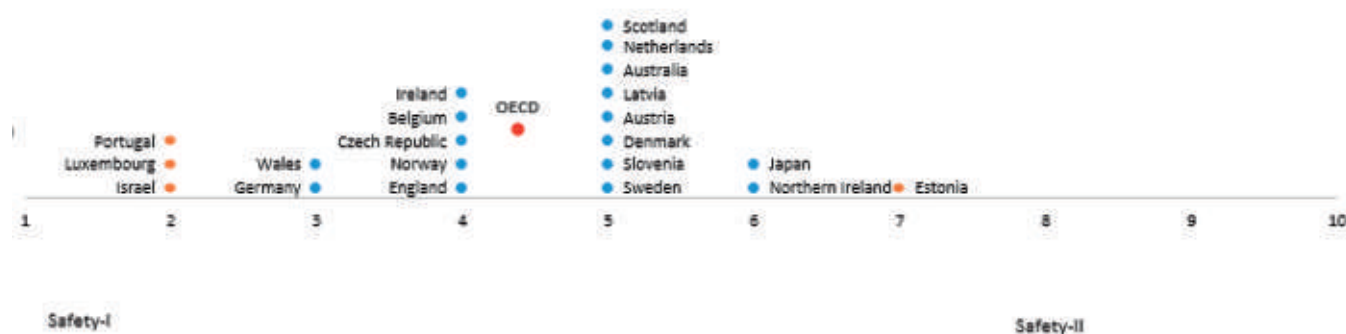 Scotland
Netherlands
Australia
Ireland Latvia
OECD
Belgium Austria
Portugal Czech Republic Denmark
Luxembourg Wales Norway Slovenia Japan
Israel Germany England Sweden Northern Ireland Estonia
1 2 3 4 5 6 7 8 9 10
Safety-I
Safety-II